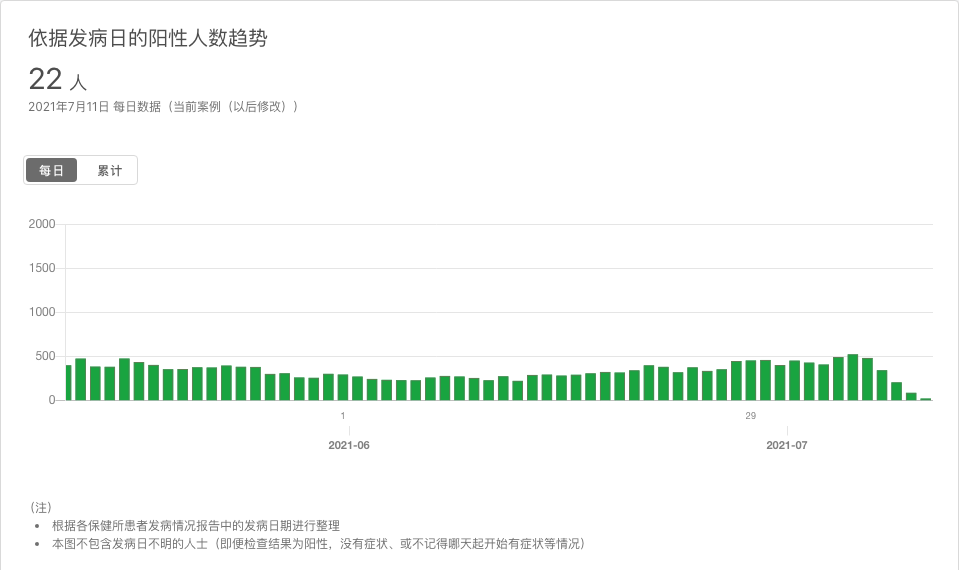 依据发病日的阳性人数趋势
22 人
2021年7月11日 每日数据（当前案例（以后修改））
每日 累计
2000
1500
1000
500
0
1 29
2021-06 2021-07
（注）
• 根据各保健所患者发病情况报告中的发病日期进行整理
• 本图不包含发病日不明的人士（即便检查结果为阳性，没有症状、或不记得哪天起开始有症状等情况）